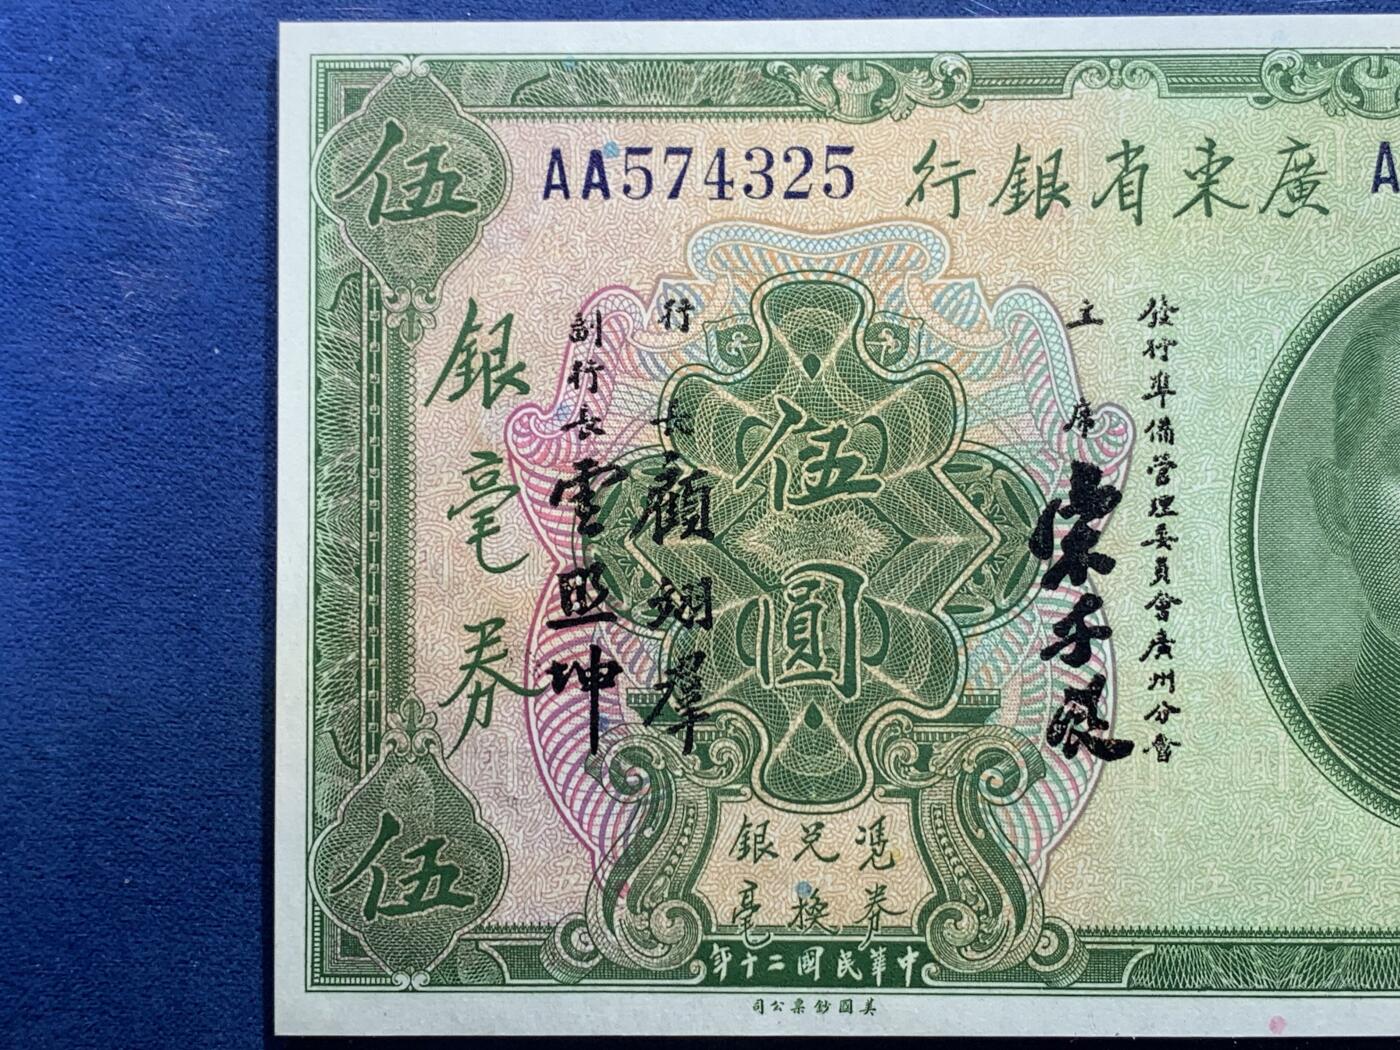 伍
AA574325
廣東省銀行
A
銀毫券
副行長
雲照坤
行長
顧翊羣
伍圓
主席
宋子良
發行準備管理委員會廣州分會
憑券兌換銀毫
伍
中華民國二十年
美國鈔票公司